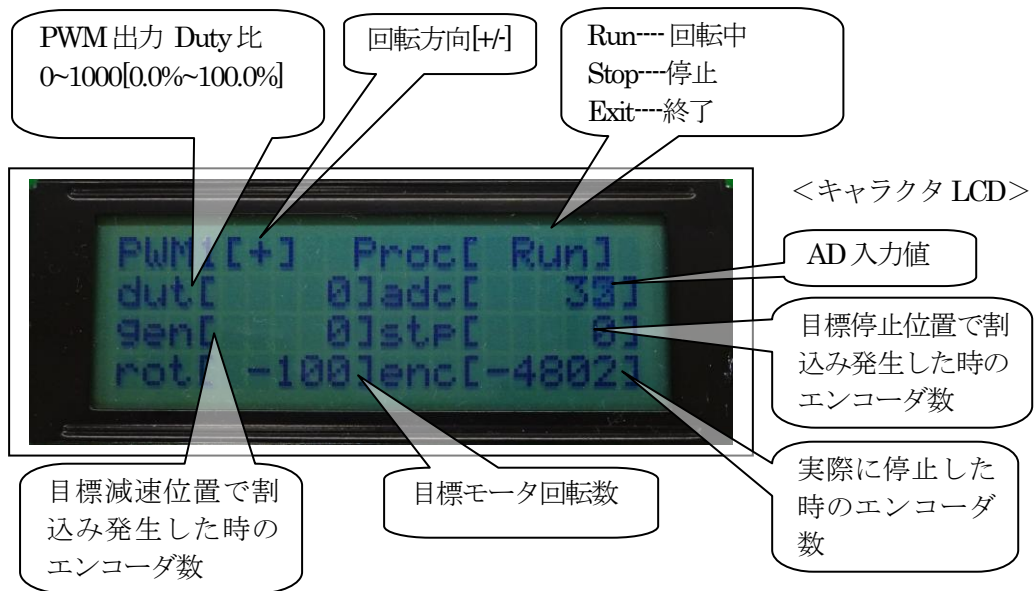 PWM 出力 Duty 比
0~1000[0.0%~100.0%]
回転方向[+/-]
Run----回転中
Stop----停止
Exit----終了
＜キャラクタ LCD＞
PWM[+] Proc[ Run]
dut[ 0]adc[ 33]
gen[ 0]stp[ 0]
rot[ -100]enc[-4802]
AD 入力値
目標停止位置で割
込み発生した時の
エンコーダ数
実際に停止した
時のエンコーダ
数
目標減速位置で割
込み発生した時の
エンコーダ数
目標モータ回転数